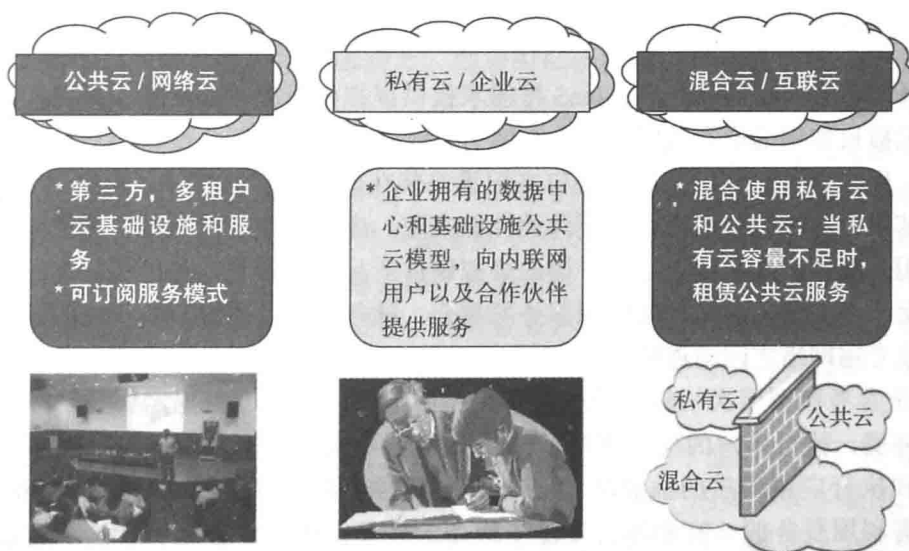 公共云 / 网络云
私有云 / 企业云
混合云 / 互联云
* 第三方，多租户
云基础设施和服
务
* 可订阅服务模式
* 企业拥有的数据中
心和基础设施公共
云模型，向内联网
用户以及合作伙伴
提供服务
* 混合使用私有云
和公共云；当私
有云容量不足时，
租赁公共云服务
私有云
公共云
混合云